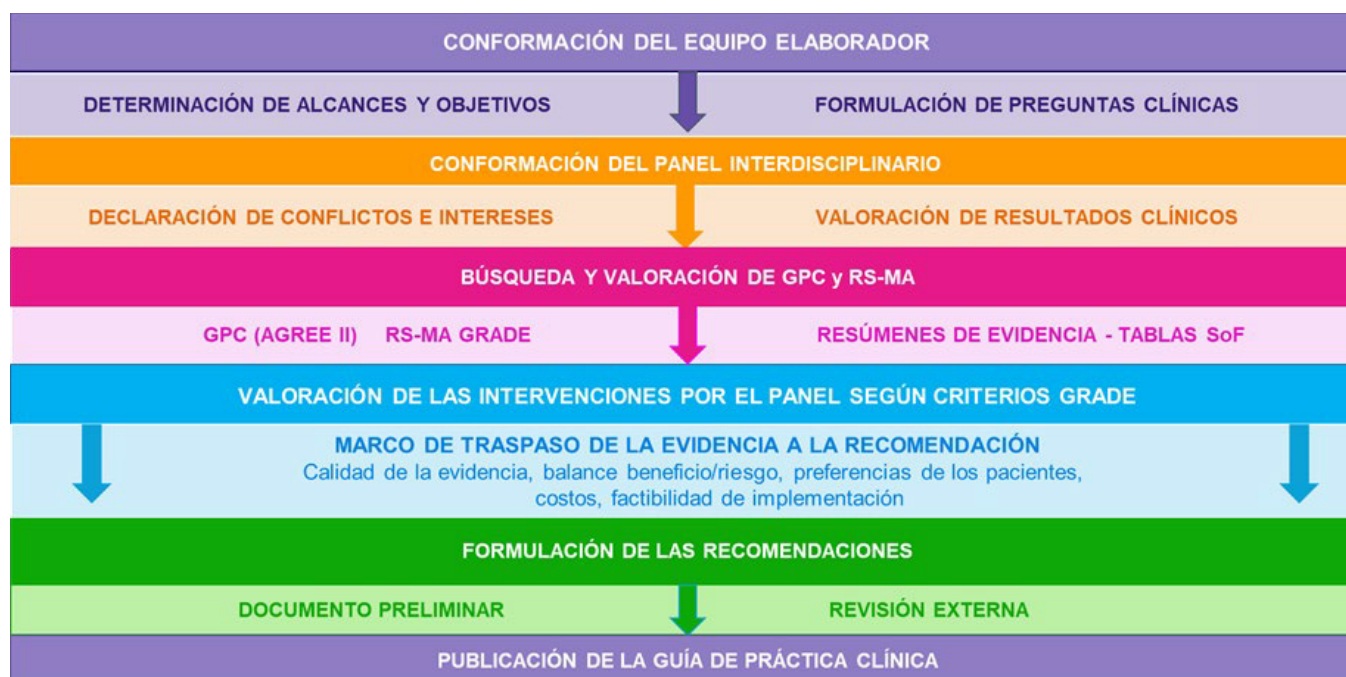 CONFORMACIÓN DEL EQUIPO ELABORADOR
DETERMINACIÓN DE ALCANCES Y OBJETIVOS
FORMULACIÓN DE PREGUNTAS CLÍNICAS
CONFORMACIÓN DEL PANEL INTERDISCIPLINARIO
DECLARACIÓN DE CONFLICTOS E INTERESES
VALORACIÓN DE RESULTADOS CLÍNICOS
BÚSQUEDA Y VALORACIÓN DE GPC y RS-MA
GPC (AGREE II) RS-MA GRADE
RESÚMENES DE EVIDENCIA - TABLAS SoF
VALORACIÓN DE LAS INTERVENCIONES POR EL PANEL SEGÚN CRITERIOS GRADE
MARCO DE TRASPASO DE LA EVIDENCIA A LA RECOMENDACIÓN
Calidad de la evidencia, balance beneficio/riesgo, preferencias de los pacientes,
costos, factibilidad de implementación
FORMULACIÓN DE LAS RECOMENDACIONES
DOCUMENTO PRELIMINAR
REVISIÓN EXTERNA
PUBLICACIÓN DE LA GUÍA DE PRÁCTICA CLÍNICA